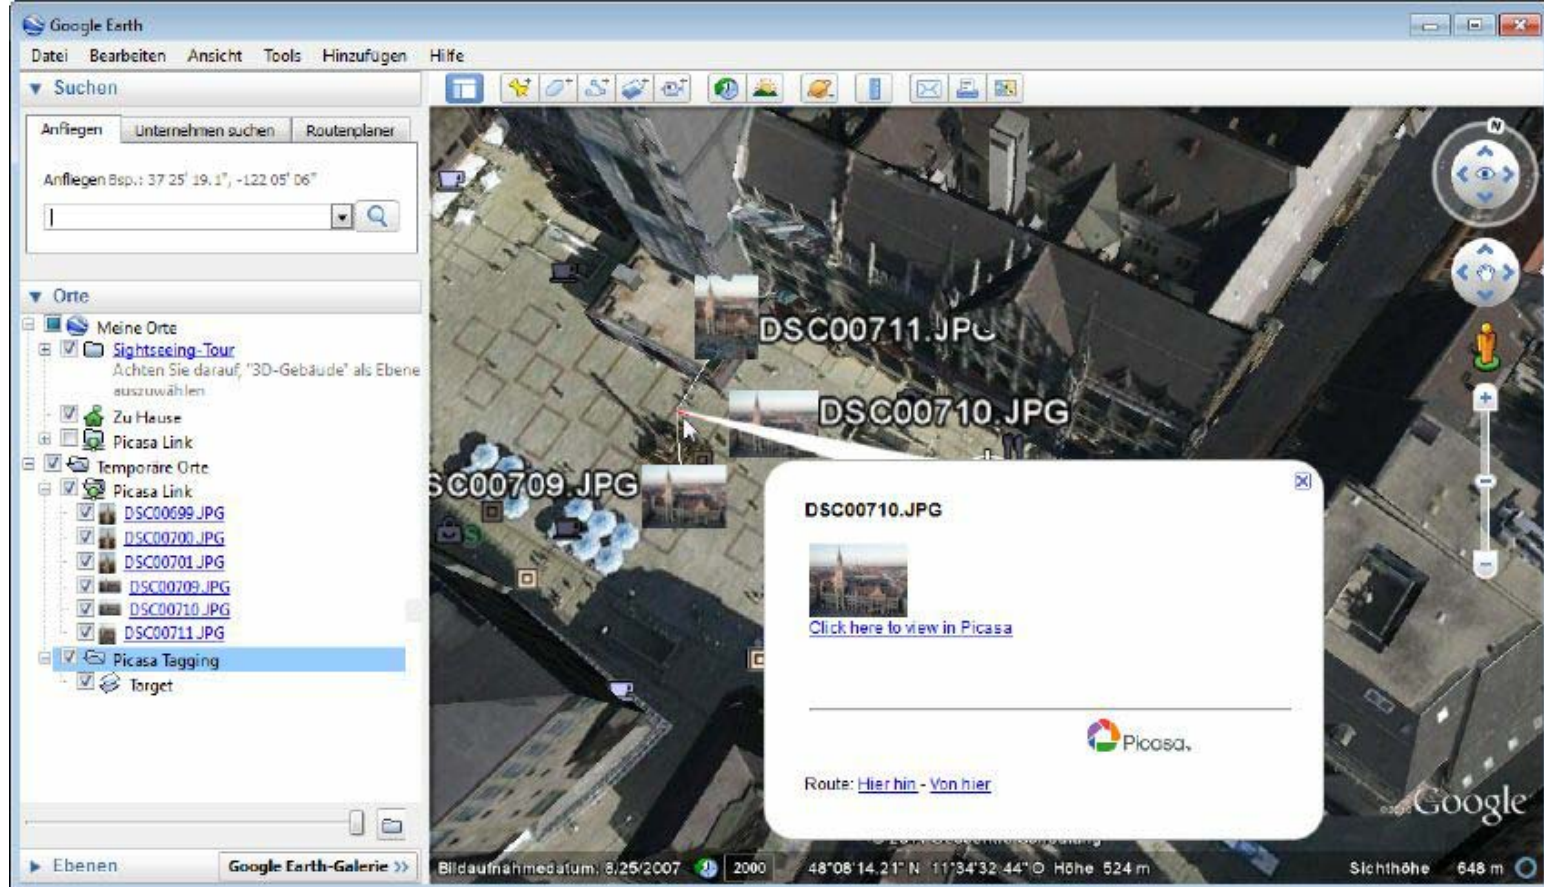 Google Earth
Datei Bearbeiten Ansicht Tools Hinzufügen Hilfe
Suchen
Anfliegen Unternehmen suchen Routenplaner
Anfliegen Bsp.: 37 25' 19.1", -122 05' 06"
Orte
Meine Orte
Sightseeing-Tour
Achten Sie darauf, "3D-Gebäude" als Ebene
auszuwählen
Zu Hause
Picasa Link
Temporäre Orte
Picasa Link
DSC00699.JPG
DSC00700.JPG
DSC00701.JPG
DSC00709.JPG
DSC00710.JPG
DSC00711.JPG
Picasa Tagging
Target
Ebenen
Google Earth-Galerie >>
N
DSC00711.JPG
DSC00710.JPG
SC00709.JPG
DSC00710.JPG
Click here to view in Picasa
Picasa
Route: Hier hin - Von hier
Google
Bildaufnahmedatum: 8/25/2007 2000 48°08'14.21" N 11°34'32.44" O Höhe 524 m Sichthöhe 648 m